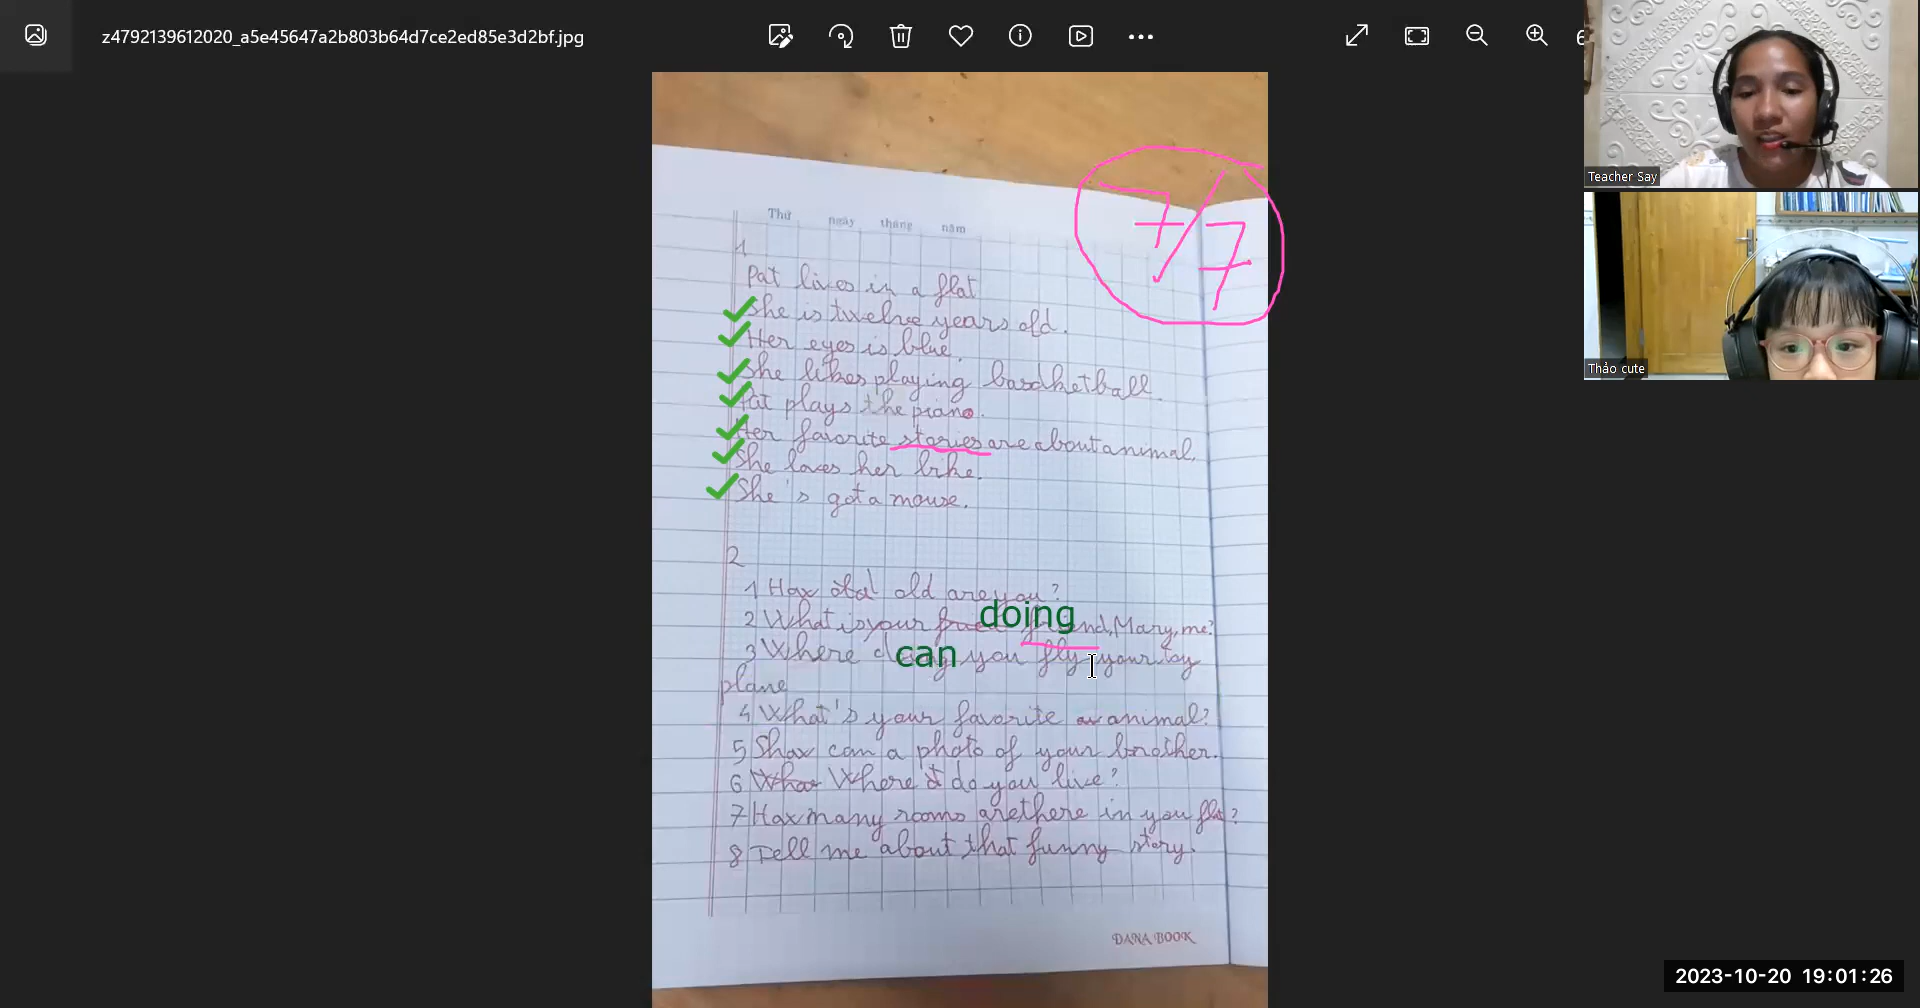 z4792139612020_a5e45647a2b803b64d7ce2ed85e3d2bf.jpg
Teacher Say
Thảo cute
7/7
Thứ ngày tháng năm
1
Pat lives in a flat
She is twelve years old.
Her eyes is blue.
She likes playing basdketball.
Pat plays the piano.
Her favorite stories are about animal.
She loves her bike.
She's got a mouse.
2
1 How old are you?
doing
2 What is your friend, Mary, me?
3 Where can you fly your toy
plane
4 What's your favorite animal?
5 Show can a photo of your brother.
6 Where do you live?
7 How many rooms are there in you flat?
8 Tell me about that funny story.
DANA BOOK
2023-10-20 19:01:26